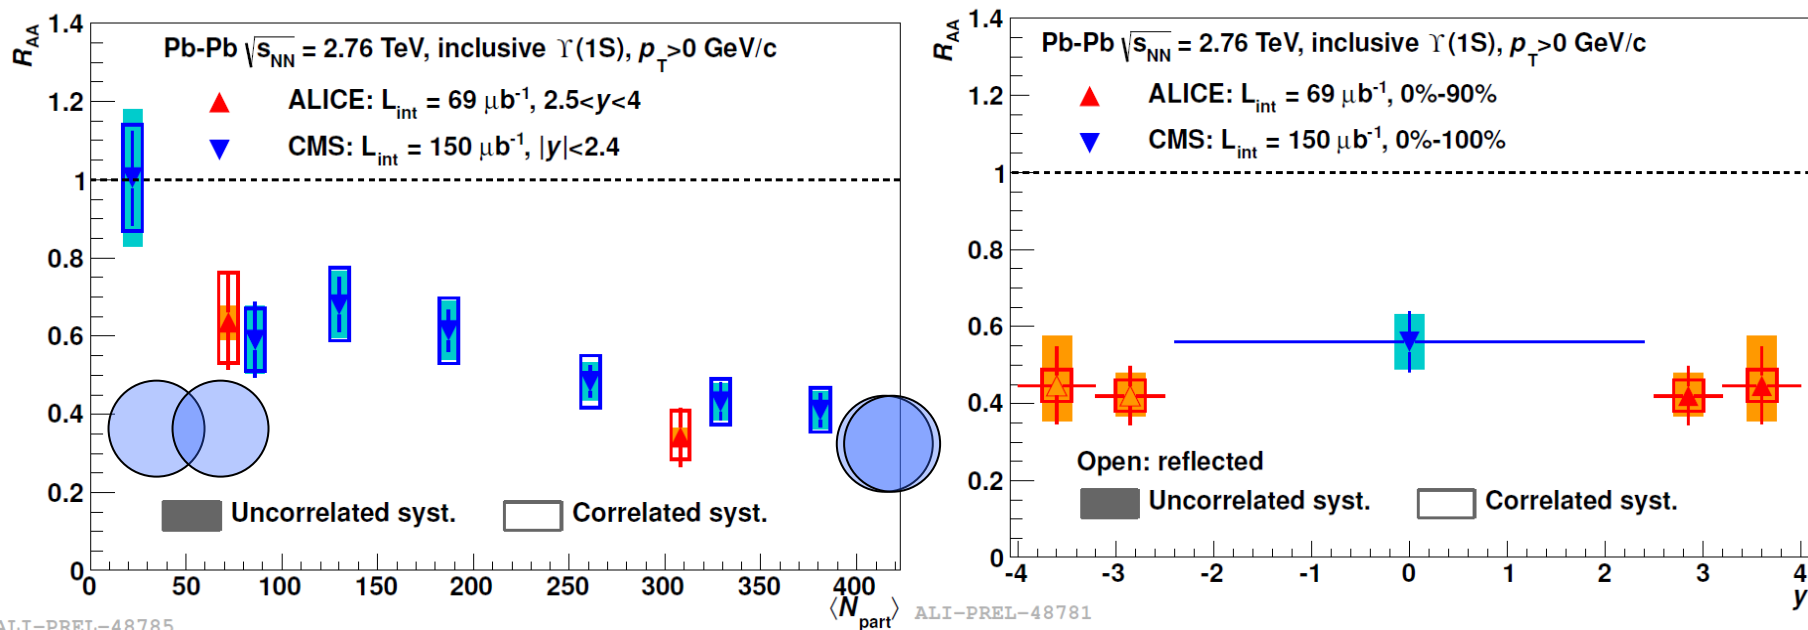 R_AA
1.4
1.2
1
0.8
0.6
0.4
0.2
0
Pb-Pb √s_NN = 2.76 TeV, inclusive ϒ(1S), p_T>0 GeV/c
ALICE: L_int = 69 μb⁻¹, 2.5<y<4
CMS: L_int = 150 μb⁻¹, |y|<2.4
Uncorrelated syst.
Correlated syst.
0 50 100 150 200 250 300 350 400
⟨N_part⟩
ALI-PREL-48785
R_AA
1.4
1.2
1
0.8
0.6
0.4
0.2
0
Pb-Pb √s_NN = 2.76 TeV, inclusive ϒ(1S), p_T>0 GeV/c
ALICE: L_int = 69 μb⁻¹, 0%-90%
CMS: L_int = 150 μb⁻¹, 0%-100%
Open: reflected
Uncorrelated syst.
Correlated syst.
-4 -3 -2 -1 0 1 2 3 4
y
ALI-PREL-48781